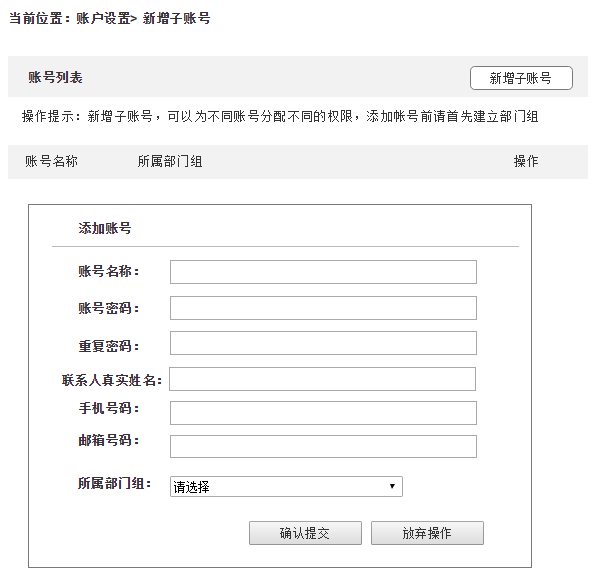 当前位置：账户设置> 新增子账号
账号列表
新增子账号
操作提示：新增子账号，可以为不同账号分配不同的权限，添加帐号前请首先建立部门组
账号名称 所属部门组 操作
添加账号
账号名称：
账号密码：
重复密码：
联系人真实姓名：
手机号码：
邮箱号码：
所属部门组： 请选择
确认提交 放弃操作